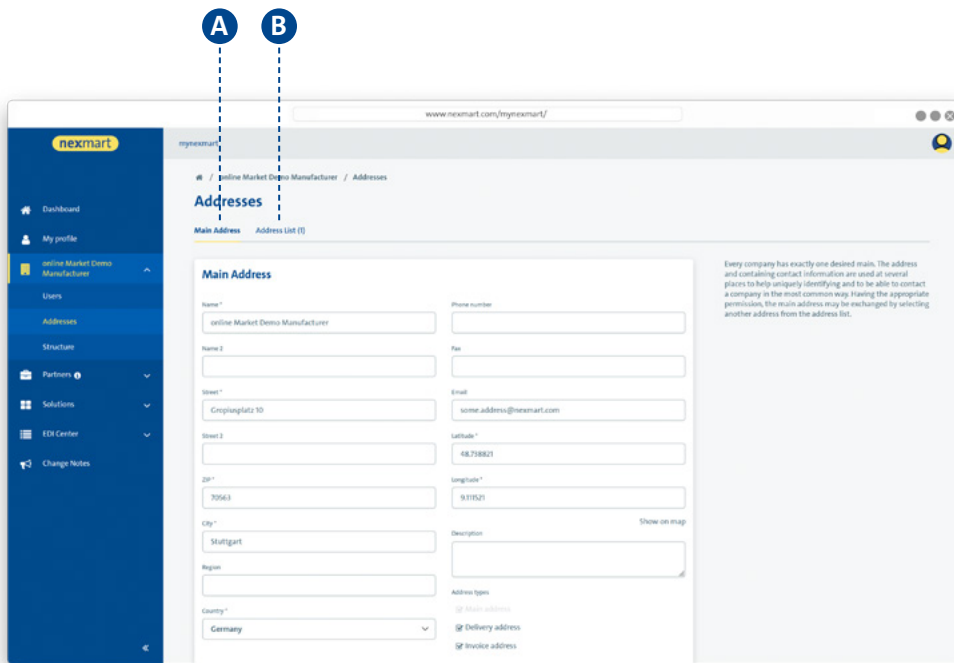 A B
www.nexmart.com/mynexmart/
nexmart
mynexmart
/ online Market Demo Manufacturer / Addresses
Addresses
Main Address Address List (1)
Dashboard
My profile
online Market Demo
Manufacturer
Users
Addresses
Structure
Partners
Solutions
EDI Center
Change Notes
Main Address
Name *
online Market Demo Manufacturer
Name 2
Street *
Gropiusplatz 10
Street 2
ZIP *
70563
City *
Stuttgart
Region
Country *
Germany
Phone number
Fax
Email
some.address@nexmart.com
Latitude *
48.738821
Longitude *
9.111521
Show on map
Description
Address types
Main address
Delivery address
Invoice address
Every company has exactly one desired main. The address
and containing contact information are used at several
places to help uniquely identifying and to be able to contact
a company in the most common way. Having the appropriate
permission, the main address may be exchanged by selecting
another address from the address list.